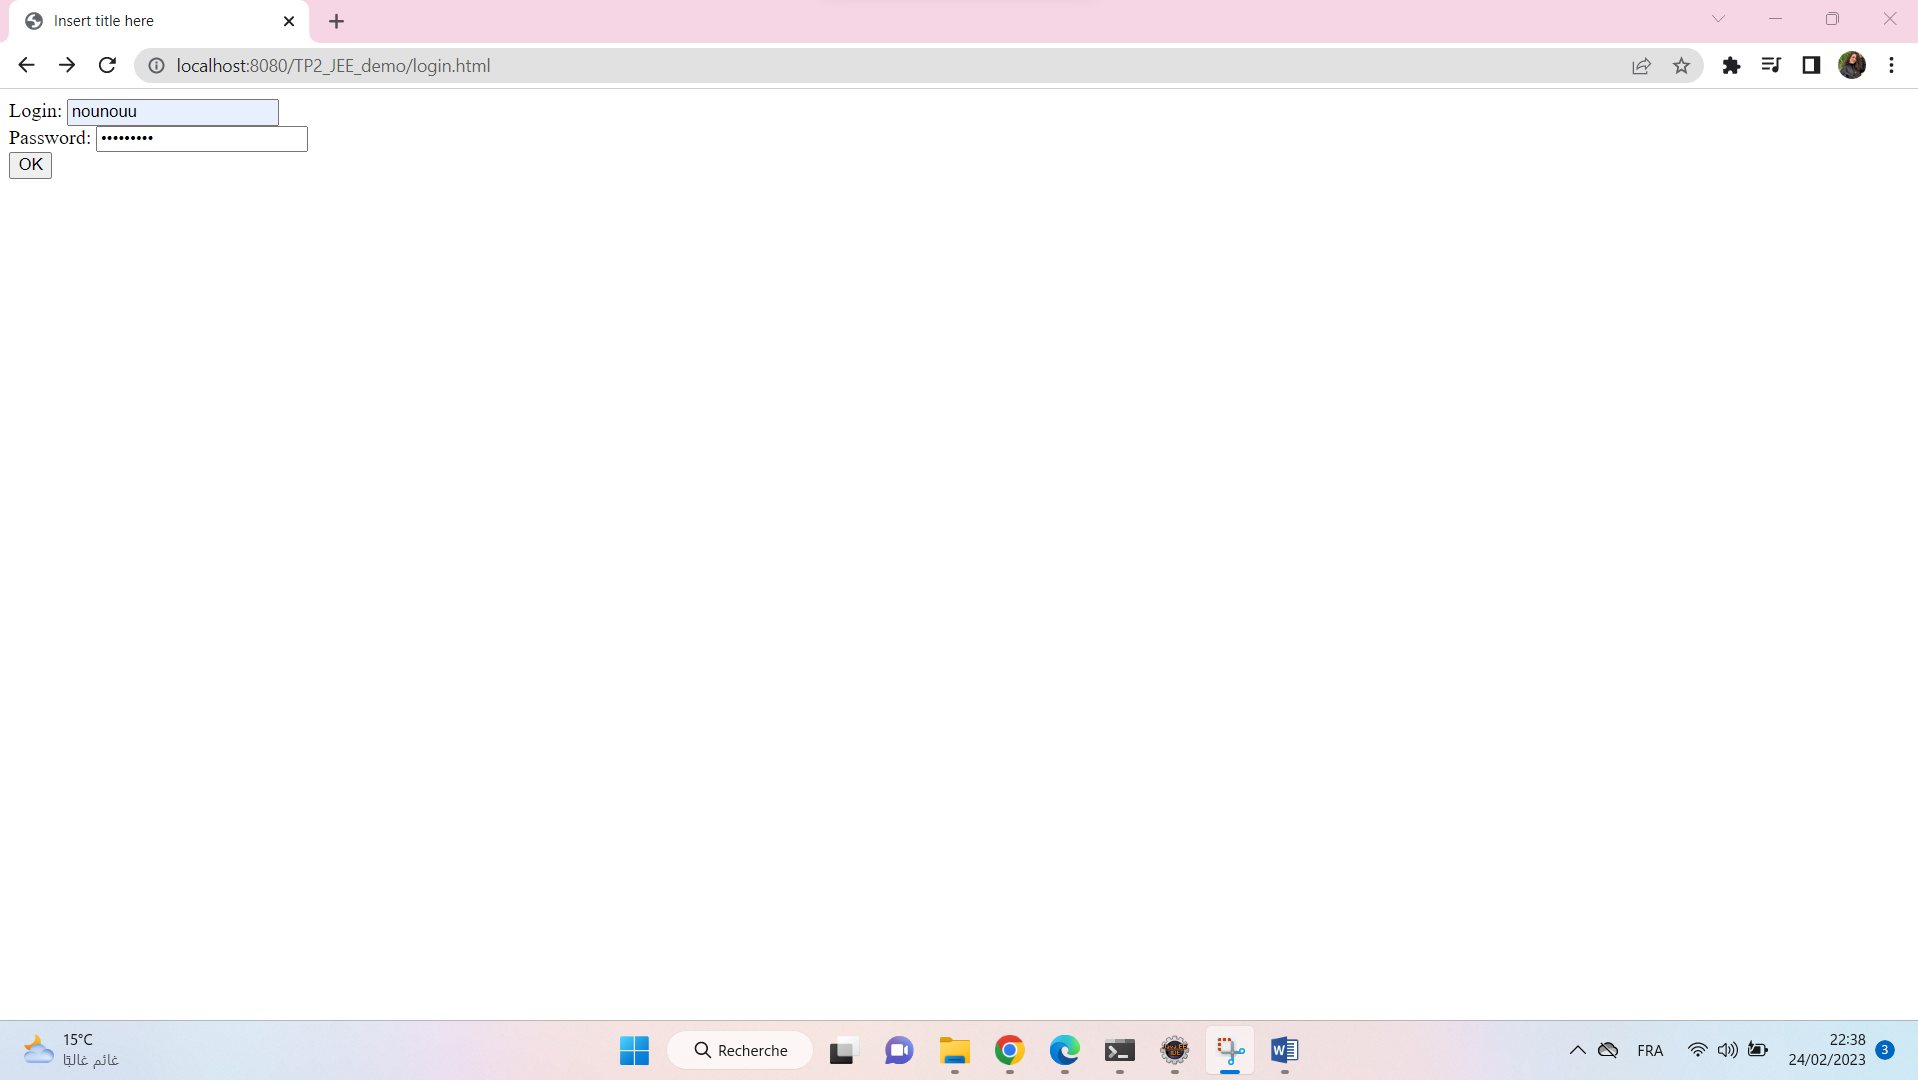 Insert title here
localhost:8080/TP2_JEE_demo/login.html
Login: nounouu
Password: •••••••••
OK
15°C
غائم غالبًا
Recherche
FRA
22:38
24/02/2023
3